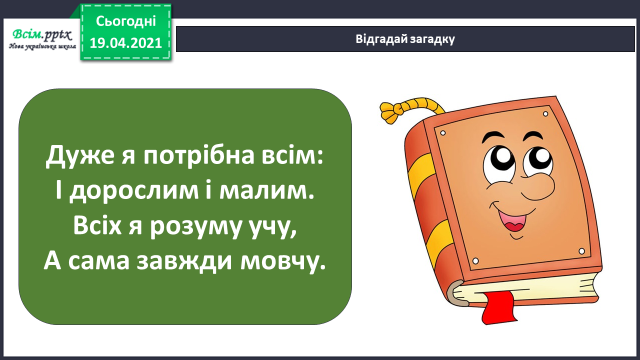 Всім.pptx
Нова українська школа
Сьогодні
19.04.2021
Відгадай загадку
Дуже я потрібна всім:
І дорослим і малим.
Всіх я розуму учу,
А сама завжди мовчу.